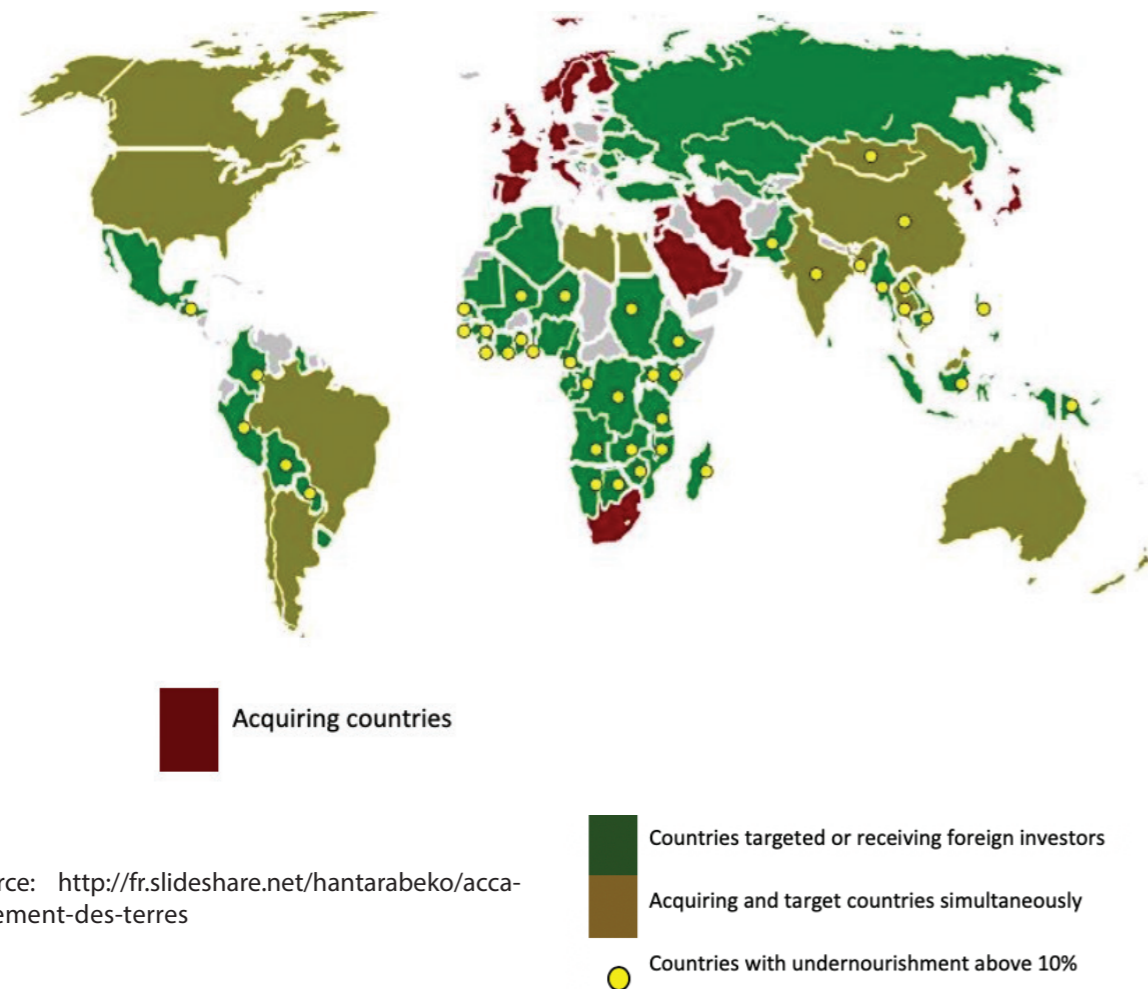 Acquiring countries
Countries targeted or receiving foreign investors
rce: http://fr.slideshare.net/hantarabeko/acca-
ement-des-terres
Acquiring and target countries simultaneously
Countries with undernourishment above 10%